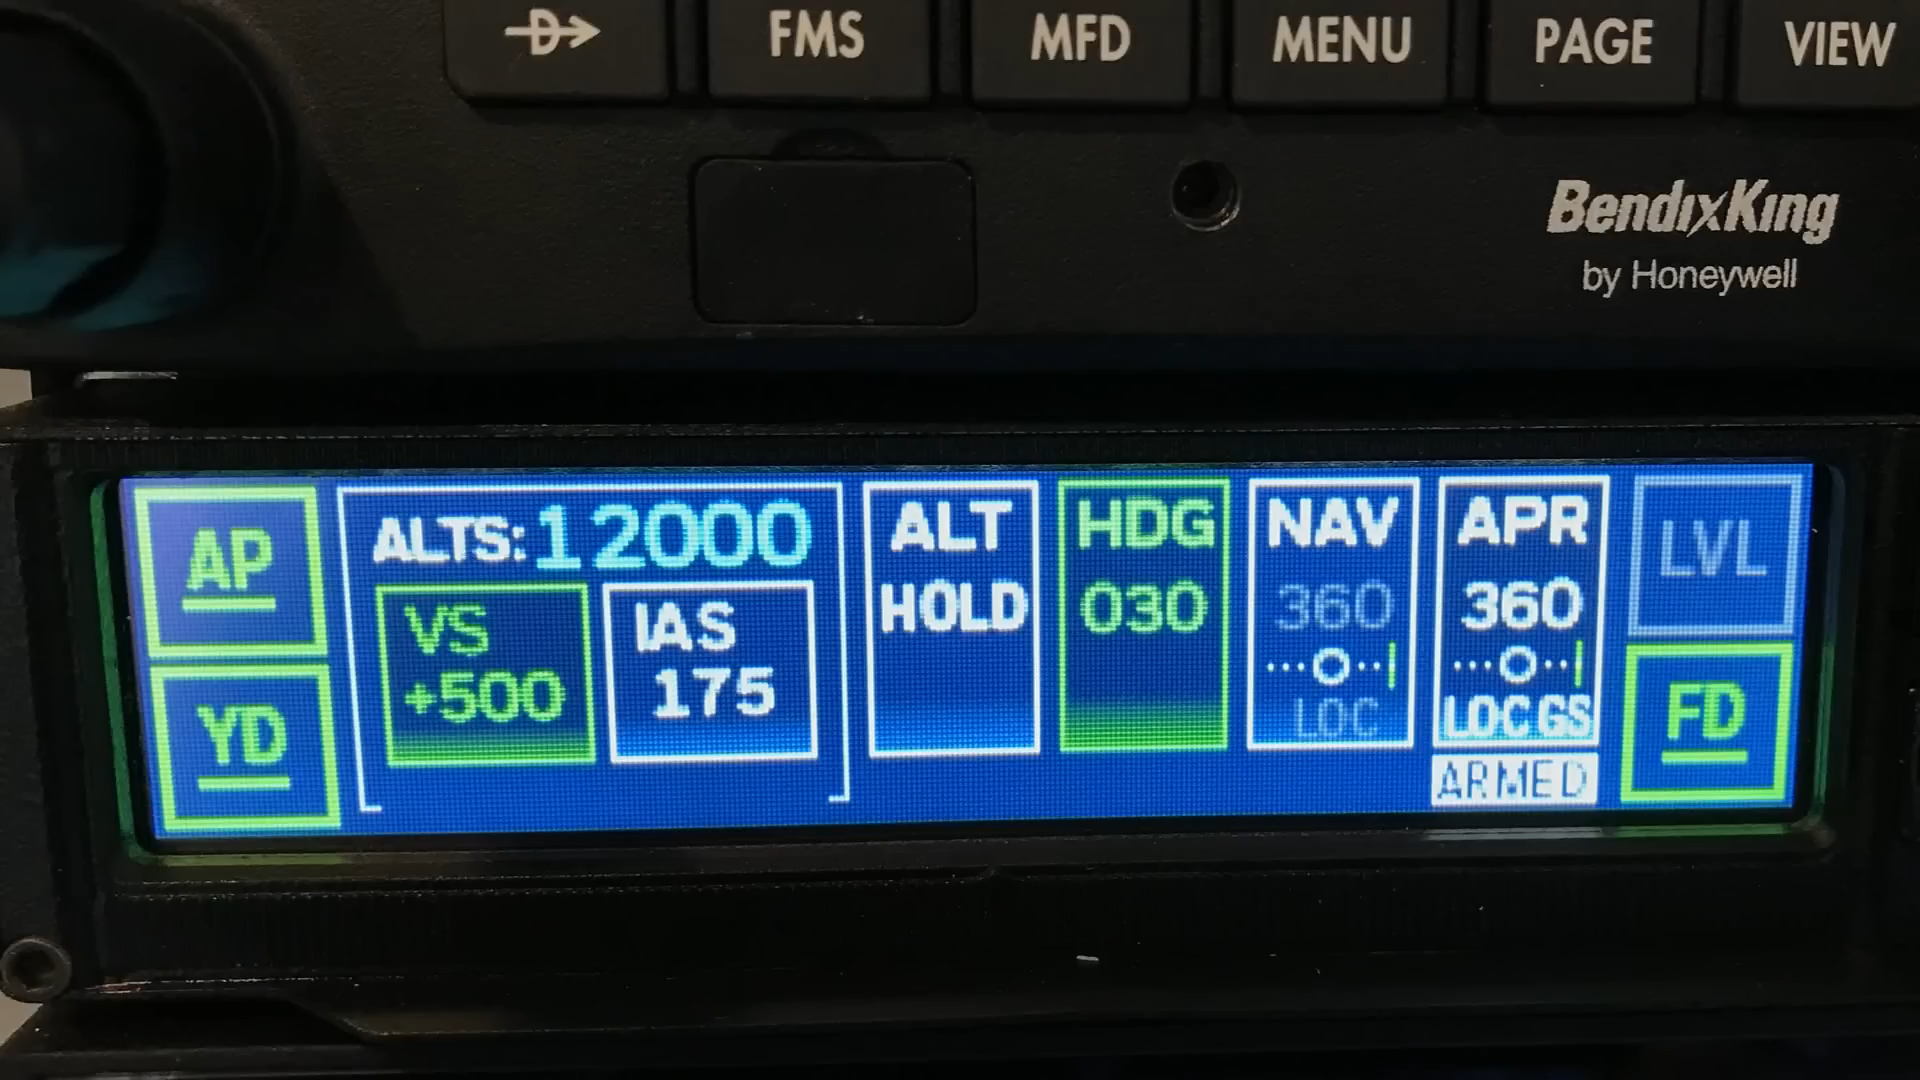 D FMS MFD MENU PAGE VIEW
BendixKing
by Honeywell
AP
YD
ALTS: 12000
VS
+500
IAS
175
ALT
HOLD
HDG
030
NAV
360
LOC
APR
360
LOC GS
ARMED
LVL
FD